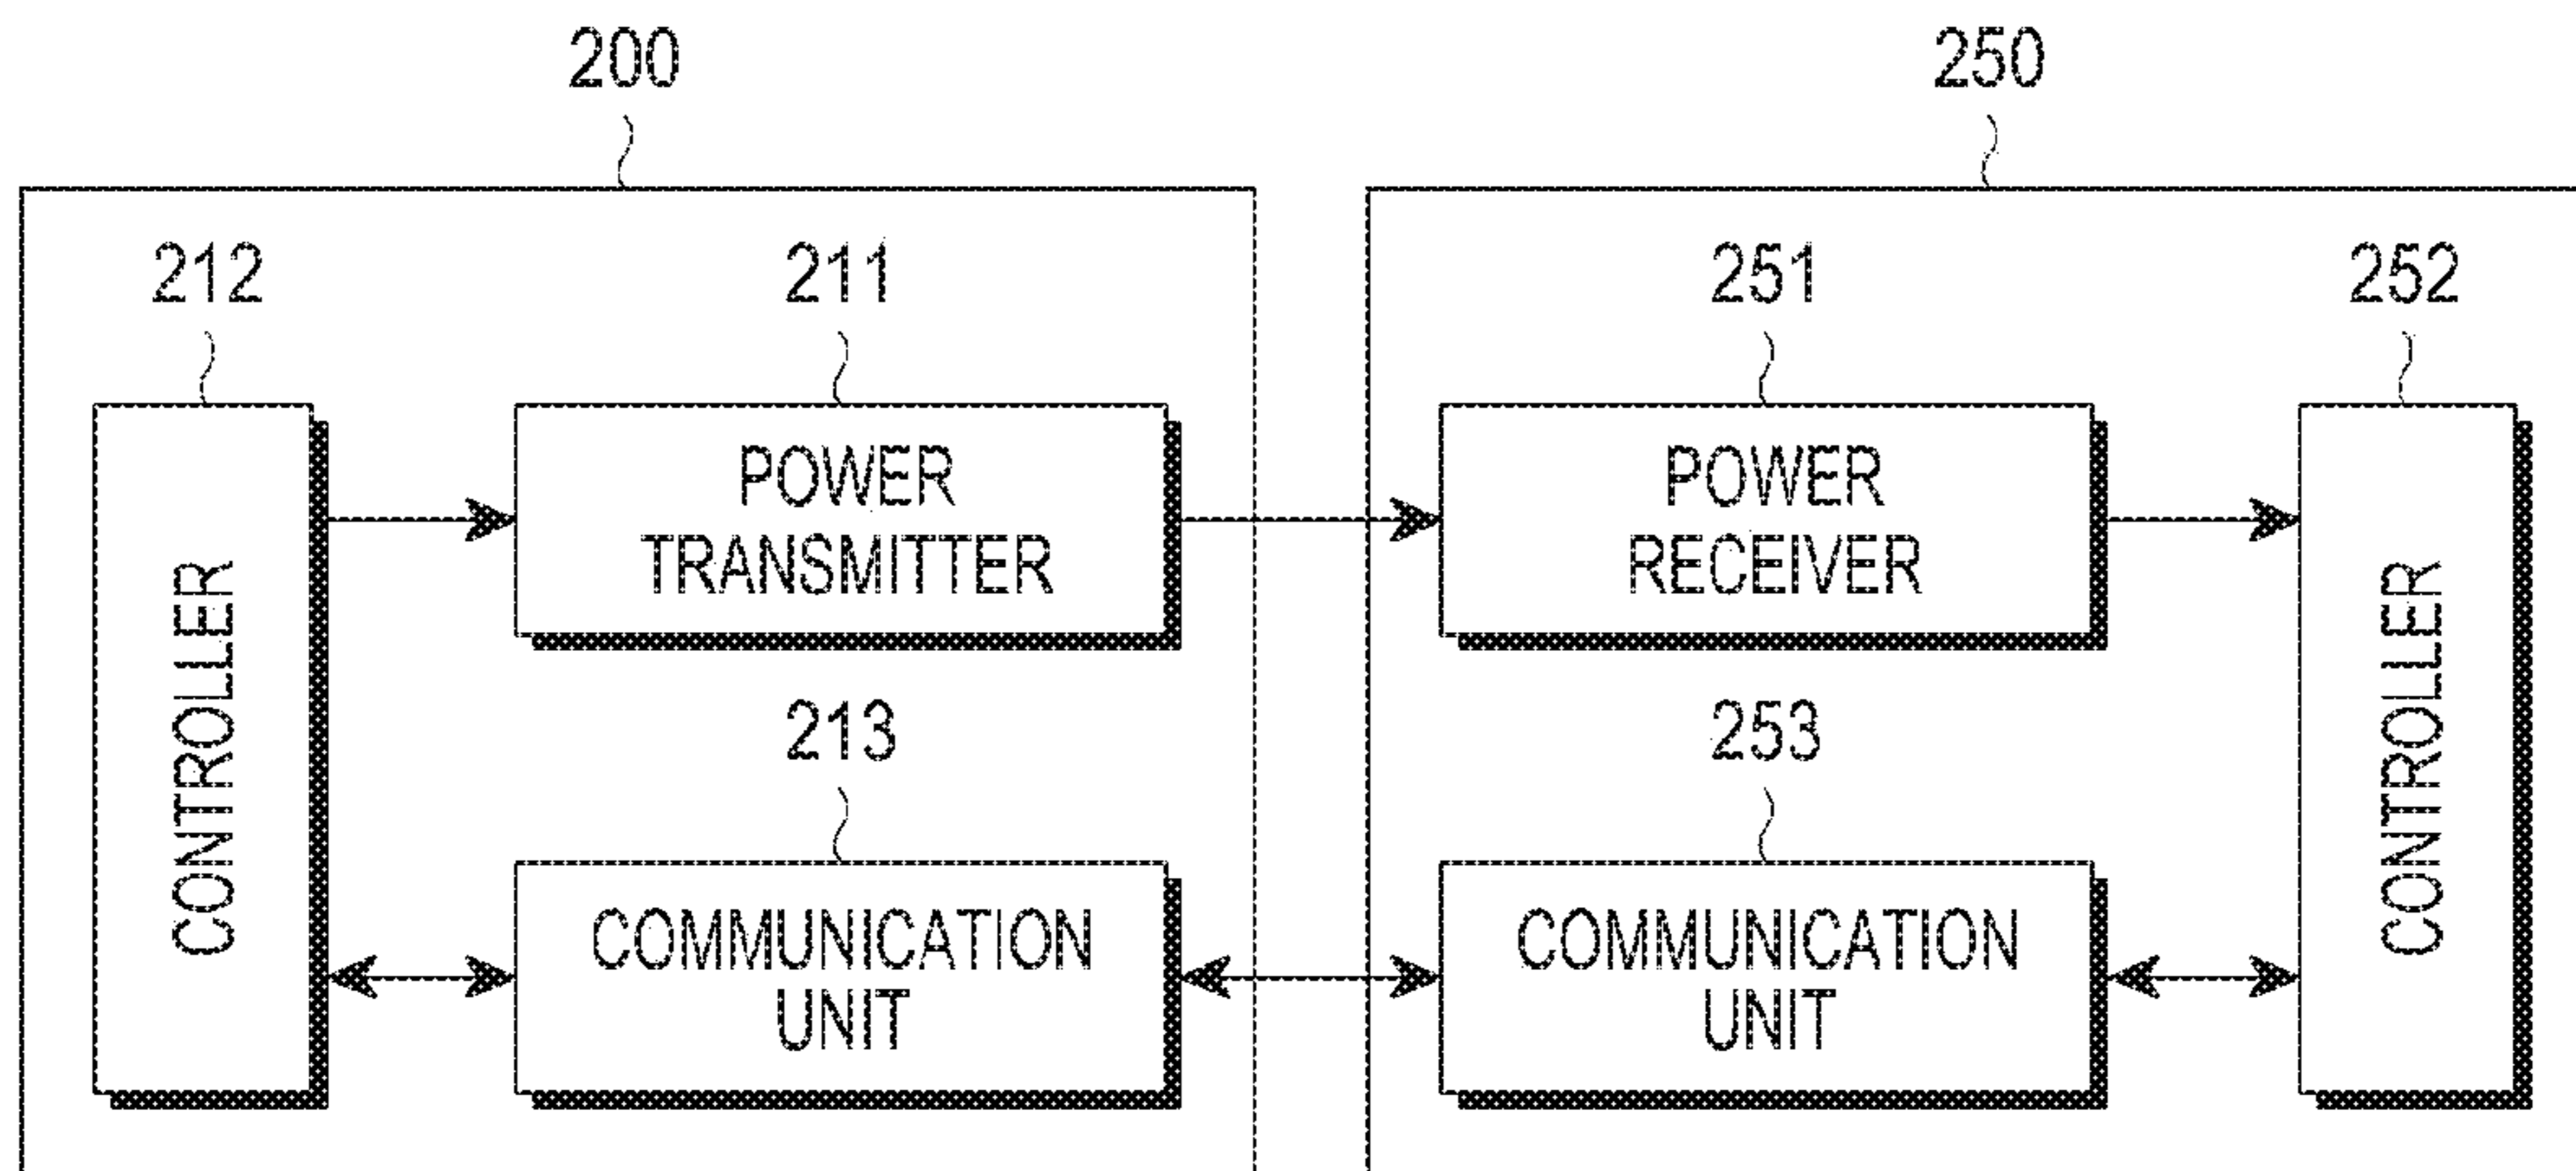 200
250
212
211
251
252
POWER
TRANSMITTER
POWER
RECEIVER
CONTROLLER
CONTROLLER
213
253
COMMUNICATION
UNIT
COMMUNICATION
UNIT